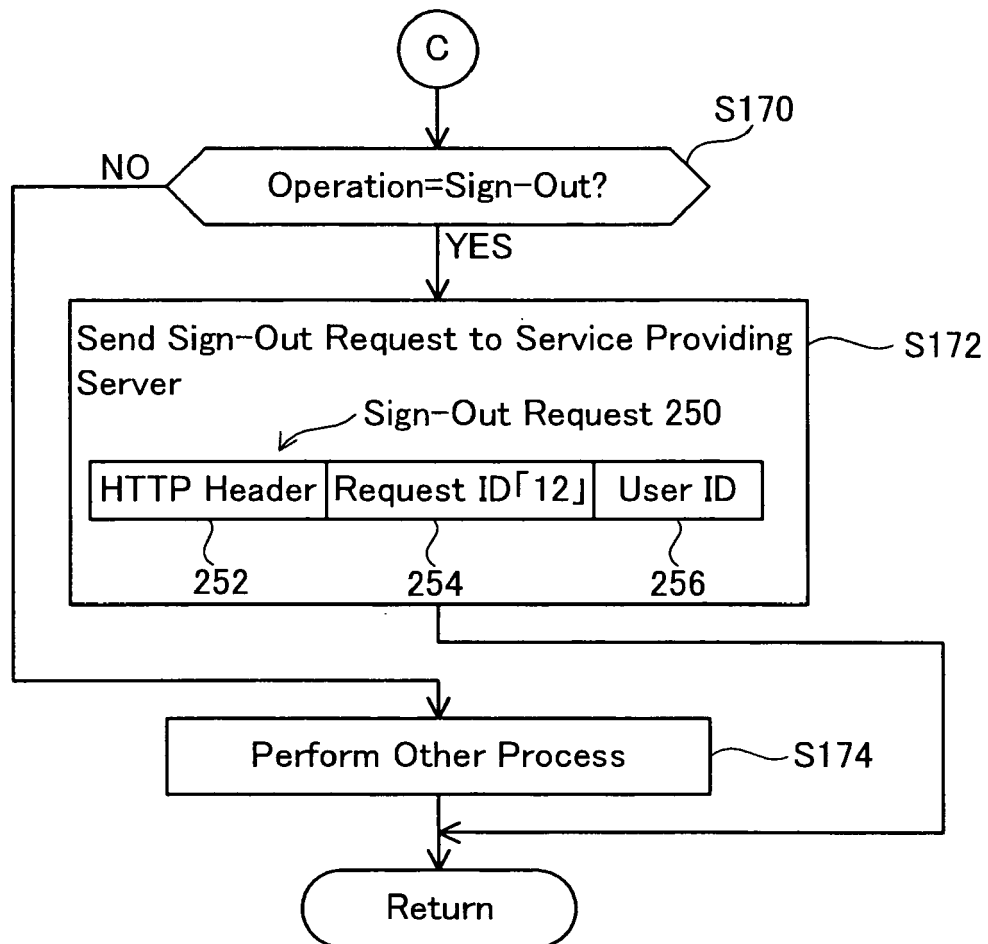 C
S170
NO
Operation=Sign-Out?
YES
Send Sign-Out Request to Service Providing
Server
S172
Sign-Out Request 250
HTTP Header
Request ID「12」
User ID
252
254
256
Perform Other Process
S174
Return